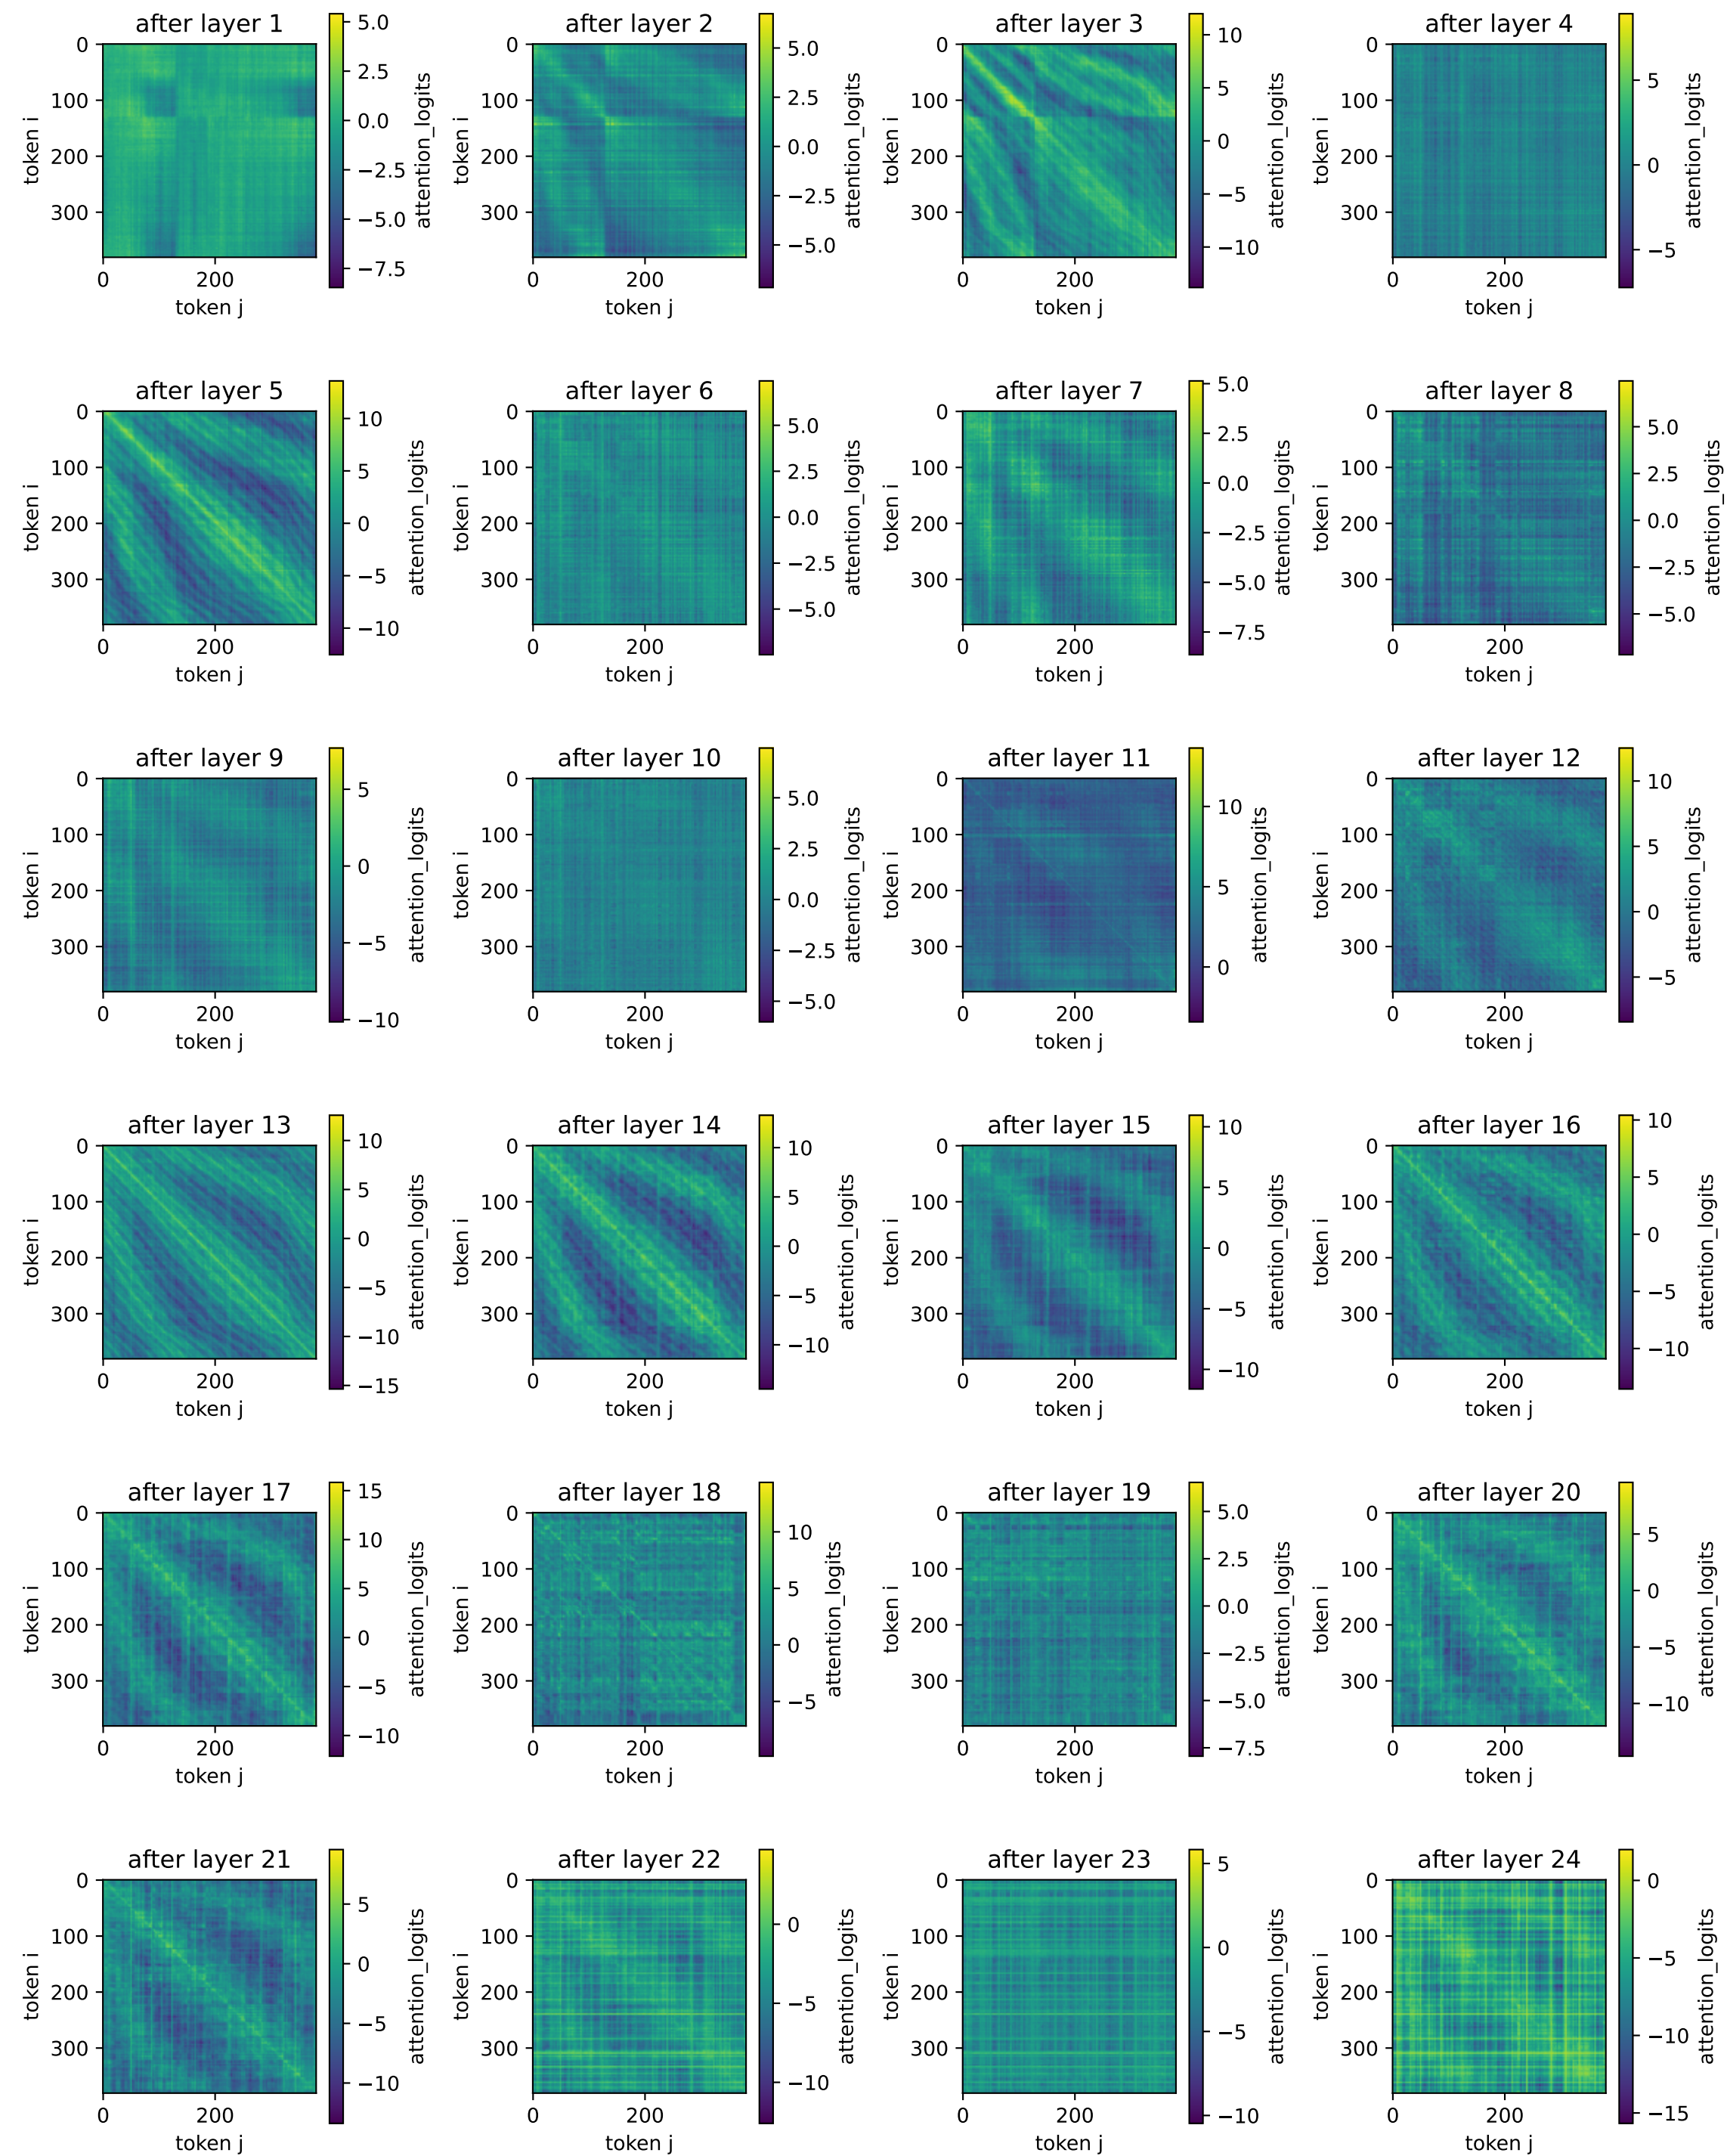 after layer 1
0
100
200
300
token i
0
200
token j
5.0
2.5
0.0
−2.5
−5.0
−7.5
attention_logits
after layer 2
0
100
200
300
token i
0
200
token j
5.0
2.5
0.0
−2.5
−5.0
attention_logits
after layer 3
0
100
200
300
token i
0
200
token j
10
5
0
−5
−10
attention_logits
after layer 4
0
100
200
300
token i
0
200
token j
5
0
−5
attention_logits
after layer 5
0
100
200
300
token i
0
200
token j
10
5
0
−5
−10
attention_logits
after layer 6
0
100
200
300
token i
0
200
token j
5.0
2.5
0.0
−2.5
−5.0
attention_logits
after layer 7
0
100
200
300
token i
0
200
token j
5.0
2.5
0.0
−2.5
−5.0
−7.5
attention_logits
after layer 8
0
100
200
300
token i
0
200
token j
5.0
2.5
0.0
−2.5
−5.0
attention_logits
after layer 9
0
100
200
300
token i
0
200
token j
5
0
−5
−10
attention_logits
after layer 10
0
100
200
300
token i
0
200
token j
5.0
2.5
0.0
−2.5
−5.0
attention_logits
after layer 11
0
100
200
300
token i
0
200
token j
10
5
0
attention_logits
after layer 12
0
100
200
300
token i
0
200
token j
10
5
0
−5
attention_logits
after layer 13
0
100
200
300
token i
0
200
token j
10
5
0
−5
−10
−15
attention_logits
after layer 14
0
100
200
300
token i
0
200
token j
10
5
0
−5
−10
attention_logits
after layer 15
0
100
200
300
token i
0
200
token j
10
5
0
−5
−10
attention_logits
after layer 16
0
100
200
300
token i
0
200
token j
10
5
0
−5
−10
attention_logits
after layer 17
0
100
200
300
token i
0
200
token j
15
10
5
0
−5
−10
attention_logits
after layer 18
0
100
200
300
token i
0
200
token j
10
5
0
−5
attention_logits
after layer 19
0
100
200
300
token i
0
200
token j
5.0
2.5
0.0
−2.5
−5.0
−7.5
attention_logits
after layer 20
0
100
200
300
token i
0
200
token j
5
0
−5
−10
attention_logits
after layer 21
0
100
200
300
token i
0
200
token j
5
0
−5
−10
attention_logits
after layer 22
0
100
200
300
token i
0
200
token j
0
−5
−10
attention_logits
after layer 23
0
100
200
300
token i
0
200
token j
5
0
−5
−10
attention_logits
after layer 24
0
100
200
300
token i
0
200
token j
0
−5
−10
−15
attention_logits